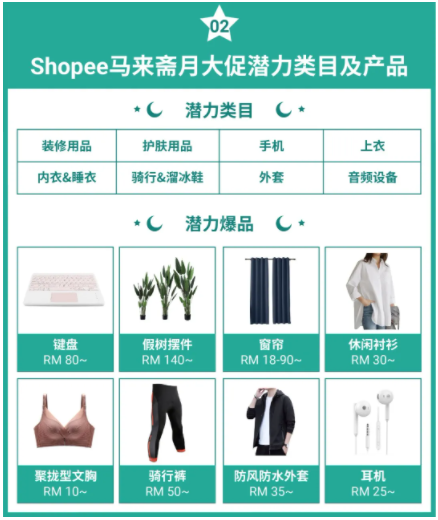 02
Shopee马来斋月大促潜力类目及产品
潜力类目
装修用品 护肤用品 手机 上衣
内衣&睡衣 骑行&溜冰鞋 外套 音频设备
潜力爆品
键盘 假树摆件 窗帘 休闲衬衫
RM 80~ RM 140~ RM 18-90~ RM 30~
聚拢型文胸 骑行裤 防风防水外套 耳机
RM 10~ RM 50~ RM 35~ RM 25~